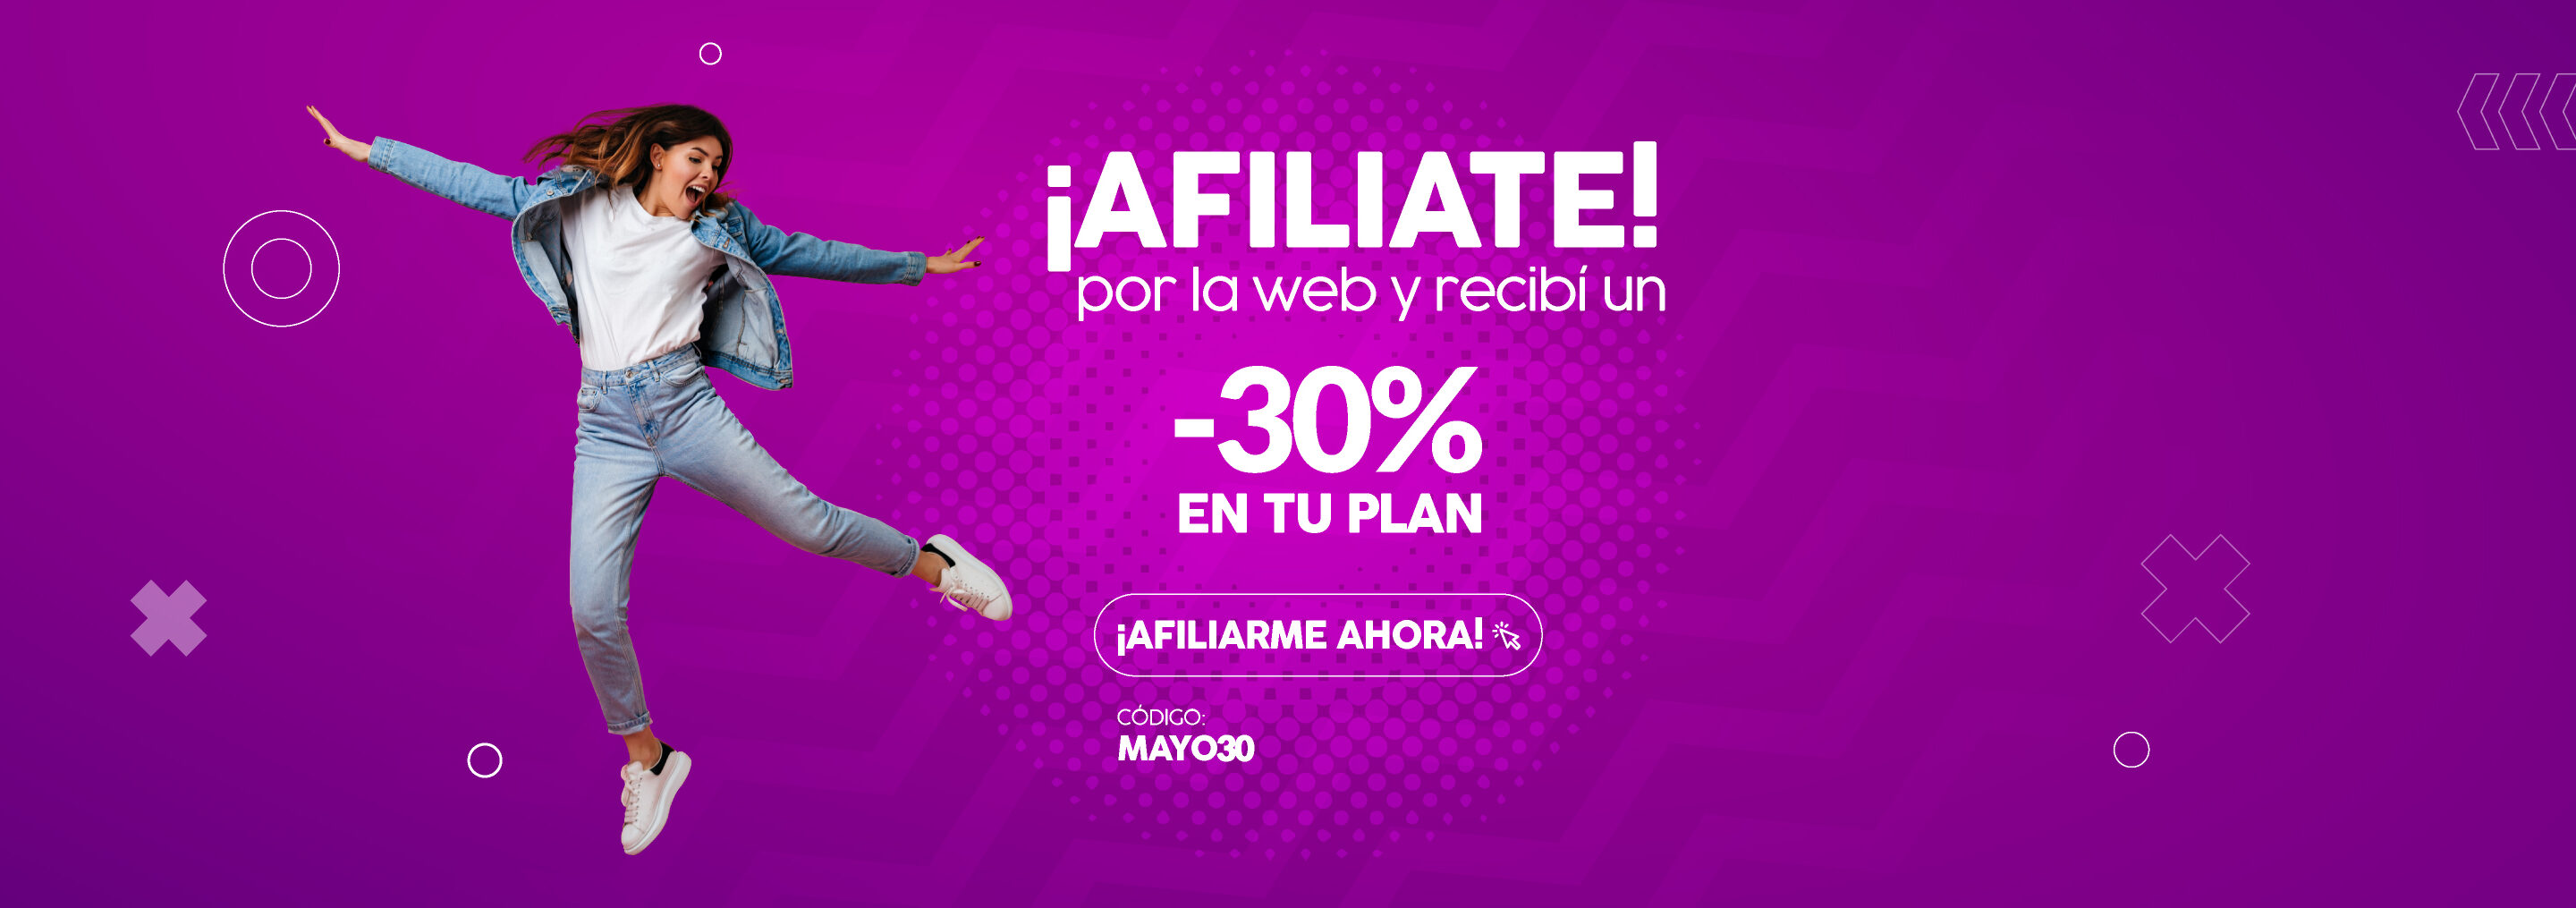 ¡AFILIATE!
por la web y recibí un
-30%
EN TU PLAN
¡AFILIARME AHORA!
CÓDIGO:
MAYO30